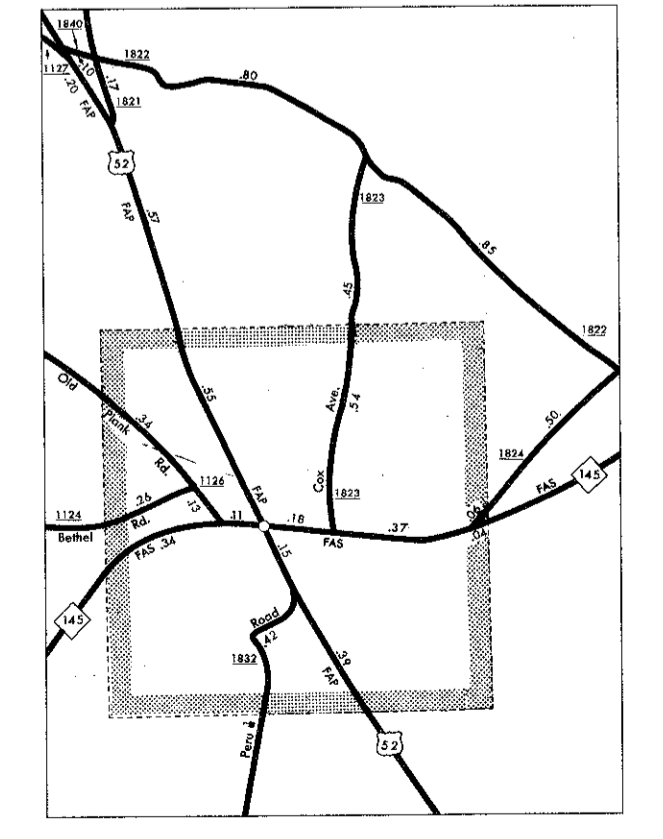 1840
1822
.10
.17
1127
.20
FAP
1821
.80
52
FAP
.57
1823
.85
.45
1822
Old
Plank
Rd.
.34
.55
Ave.
.54
.50
1824
145
FAS
1126
FAP
Cox
1823
.26
.13
1124
Rd.
Bethel
.11
.18
FAS
.37
.06
.04
FAS .34
.15
145
Road
.42
1832
.39
FAP
Peru
52